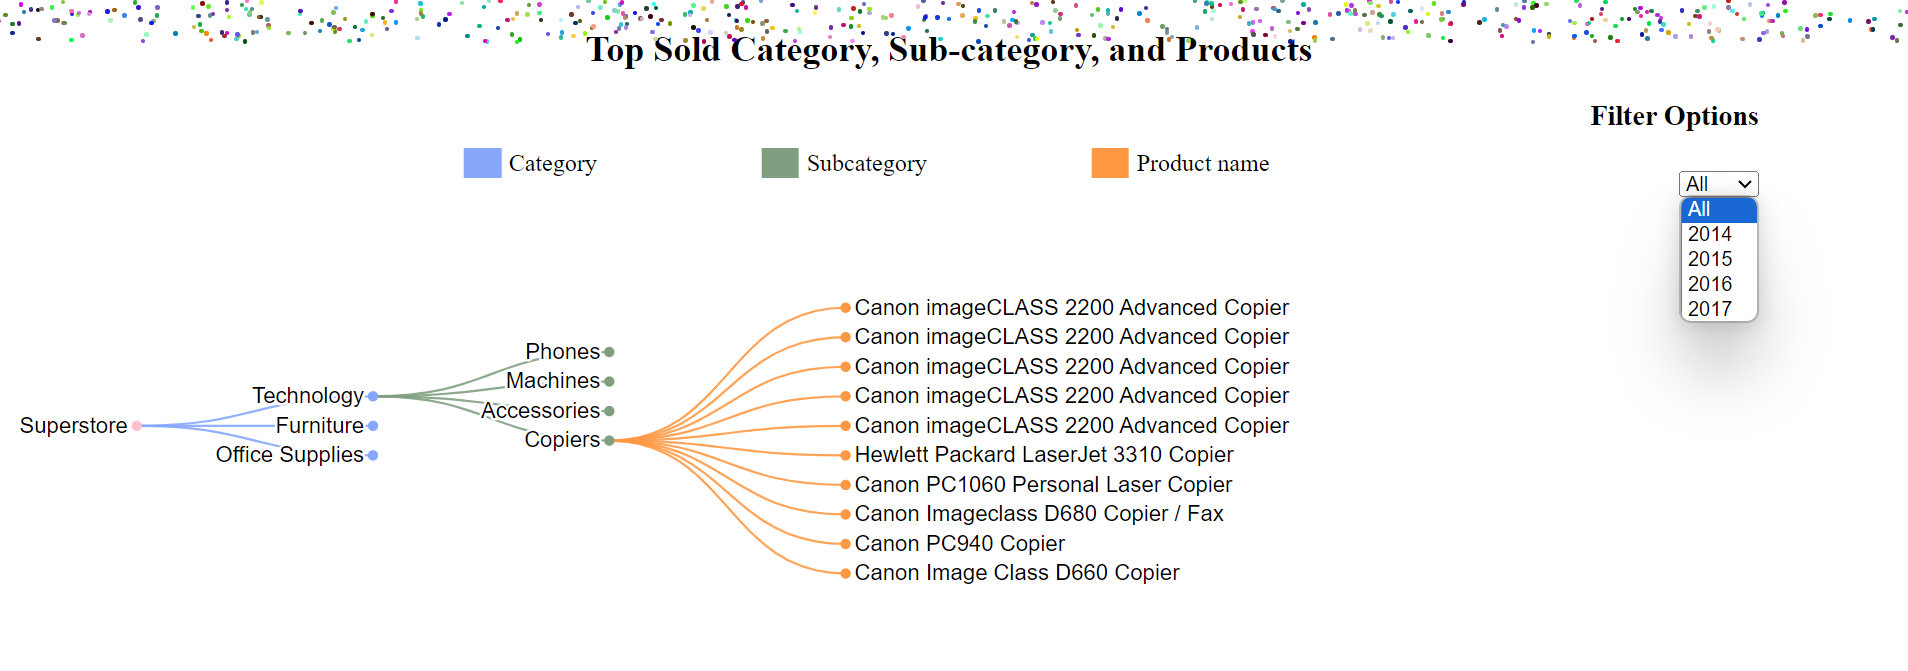 Top Sold Category, Sub-category, and Products
Filter Options
Category
Subcategory
Product name
All
All
2014
2015
2016
2017
Superstore
Technology
Furniture
Office Supplies
Phones
Machines
Accessories
Copiers
Canon imageCLASS 2200 Advanced Copier
Canon imageCLASS 2200 Advanced Copier
Canon imageCLASS 2200 Advanced Copier
Canon imageCLASS 2200 Advanced Copier
Canon imageCLASS 2200 Advanced Copier
Hewlett Packard LaserJet 3310 Copier
Canon PC1060 Personal Laser Copier
Canon Imageclass D680 Copier / Fax
Canon PC940 Copier
Canon Image Class D660 Copier